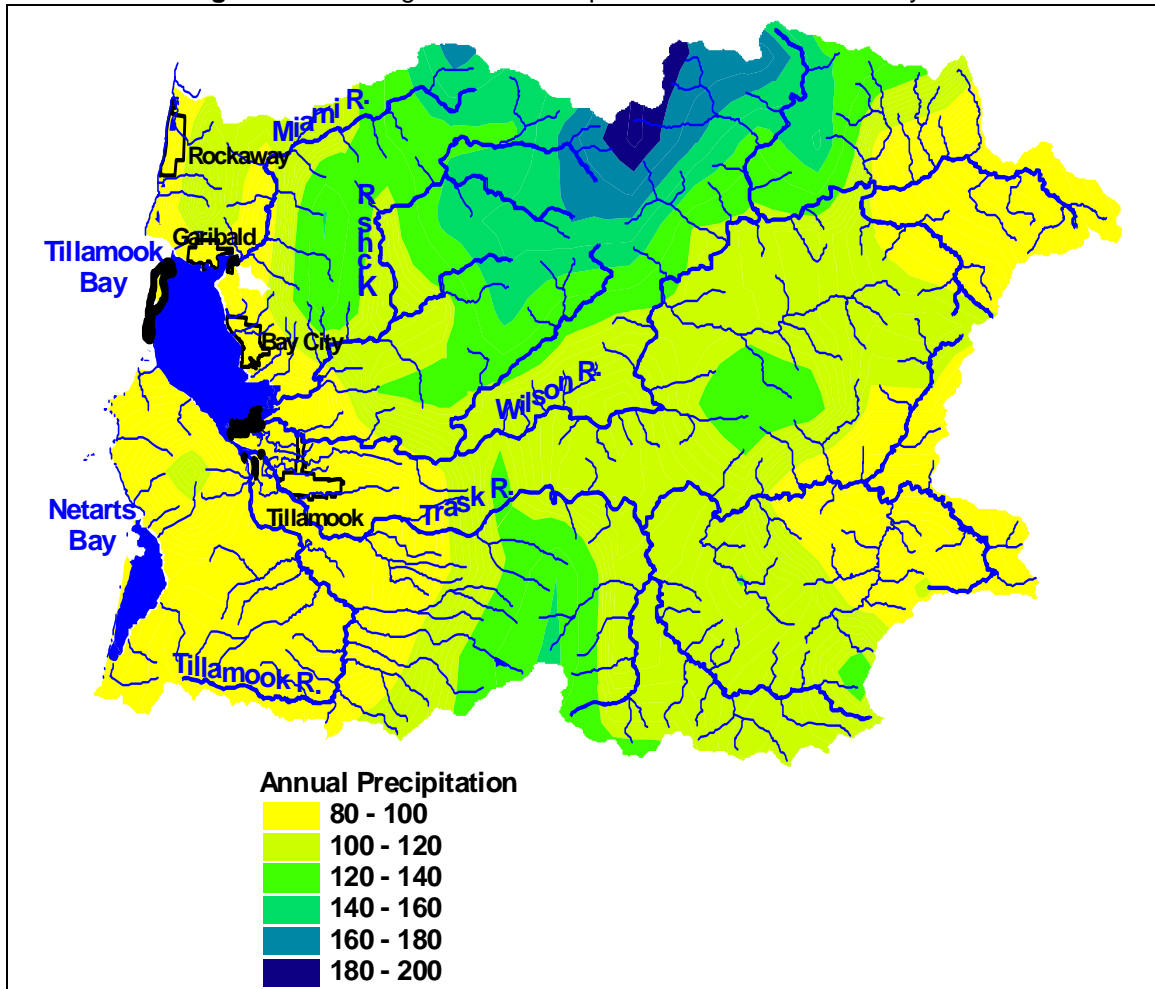 Miami R.
Rockaway
R s h c k
Garibald
Tillamook
Bay
Bay City
Wilson R.
Trask R.
Netarts
Bay
Tillamook
Tillamook R.
Annual Precipitation
80 - 100
100 - 120
120 - 140
140 - 160
160 - 180
180 - 200